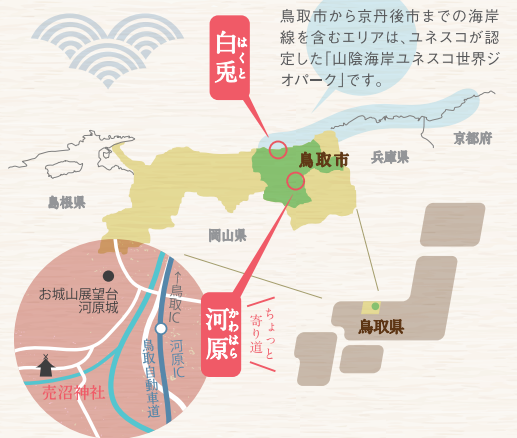 鳥取市から京丹後市までの海岸
線を含むエリアは、ユネスコが認
定した「山陰海岸ユネスコ世界ジ
オパーク」です。
白兎
はくと
京都府
兵庫県
鳥取市
島根県
岡山県
お城山展望台
河原城
↑鳥取IC
河原IC
鳥取自動車道
売沼神社
河原
かわはら
ちょっと
寄り道
鳥取県